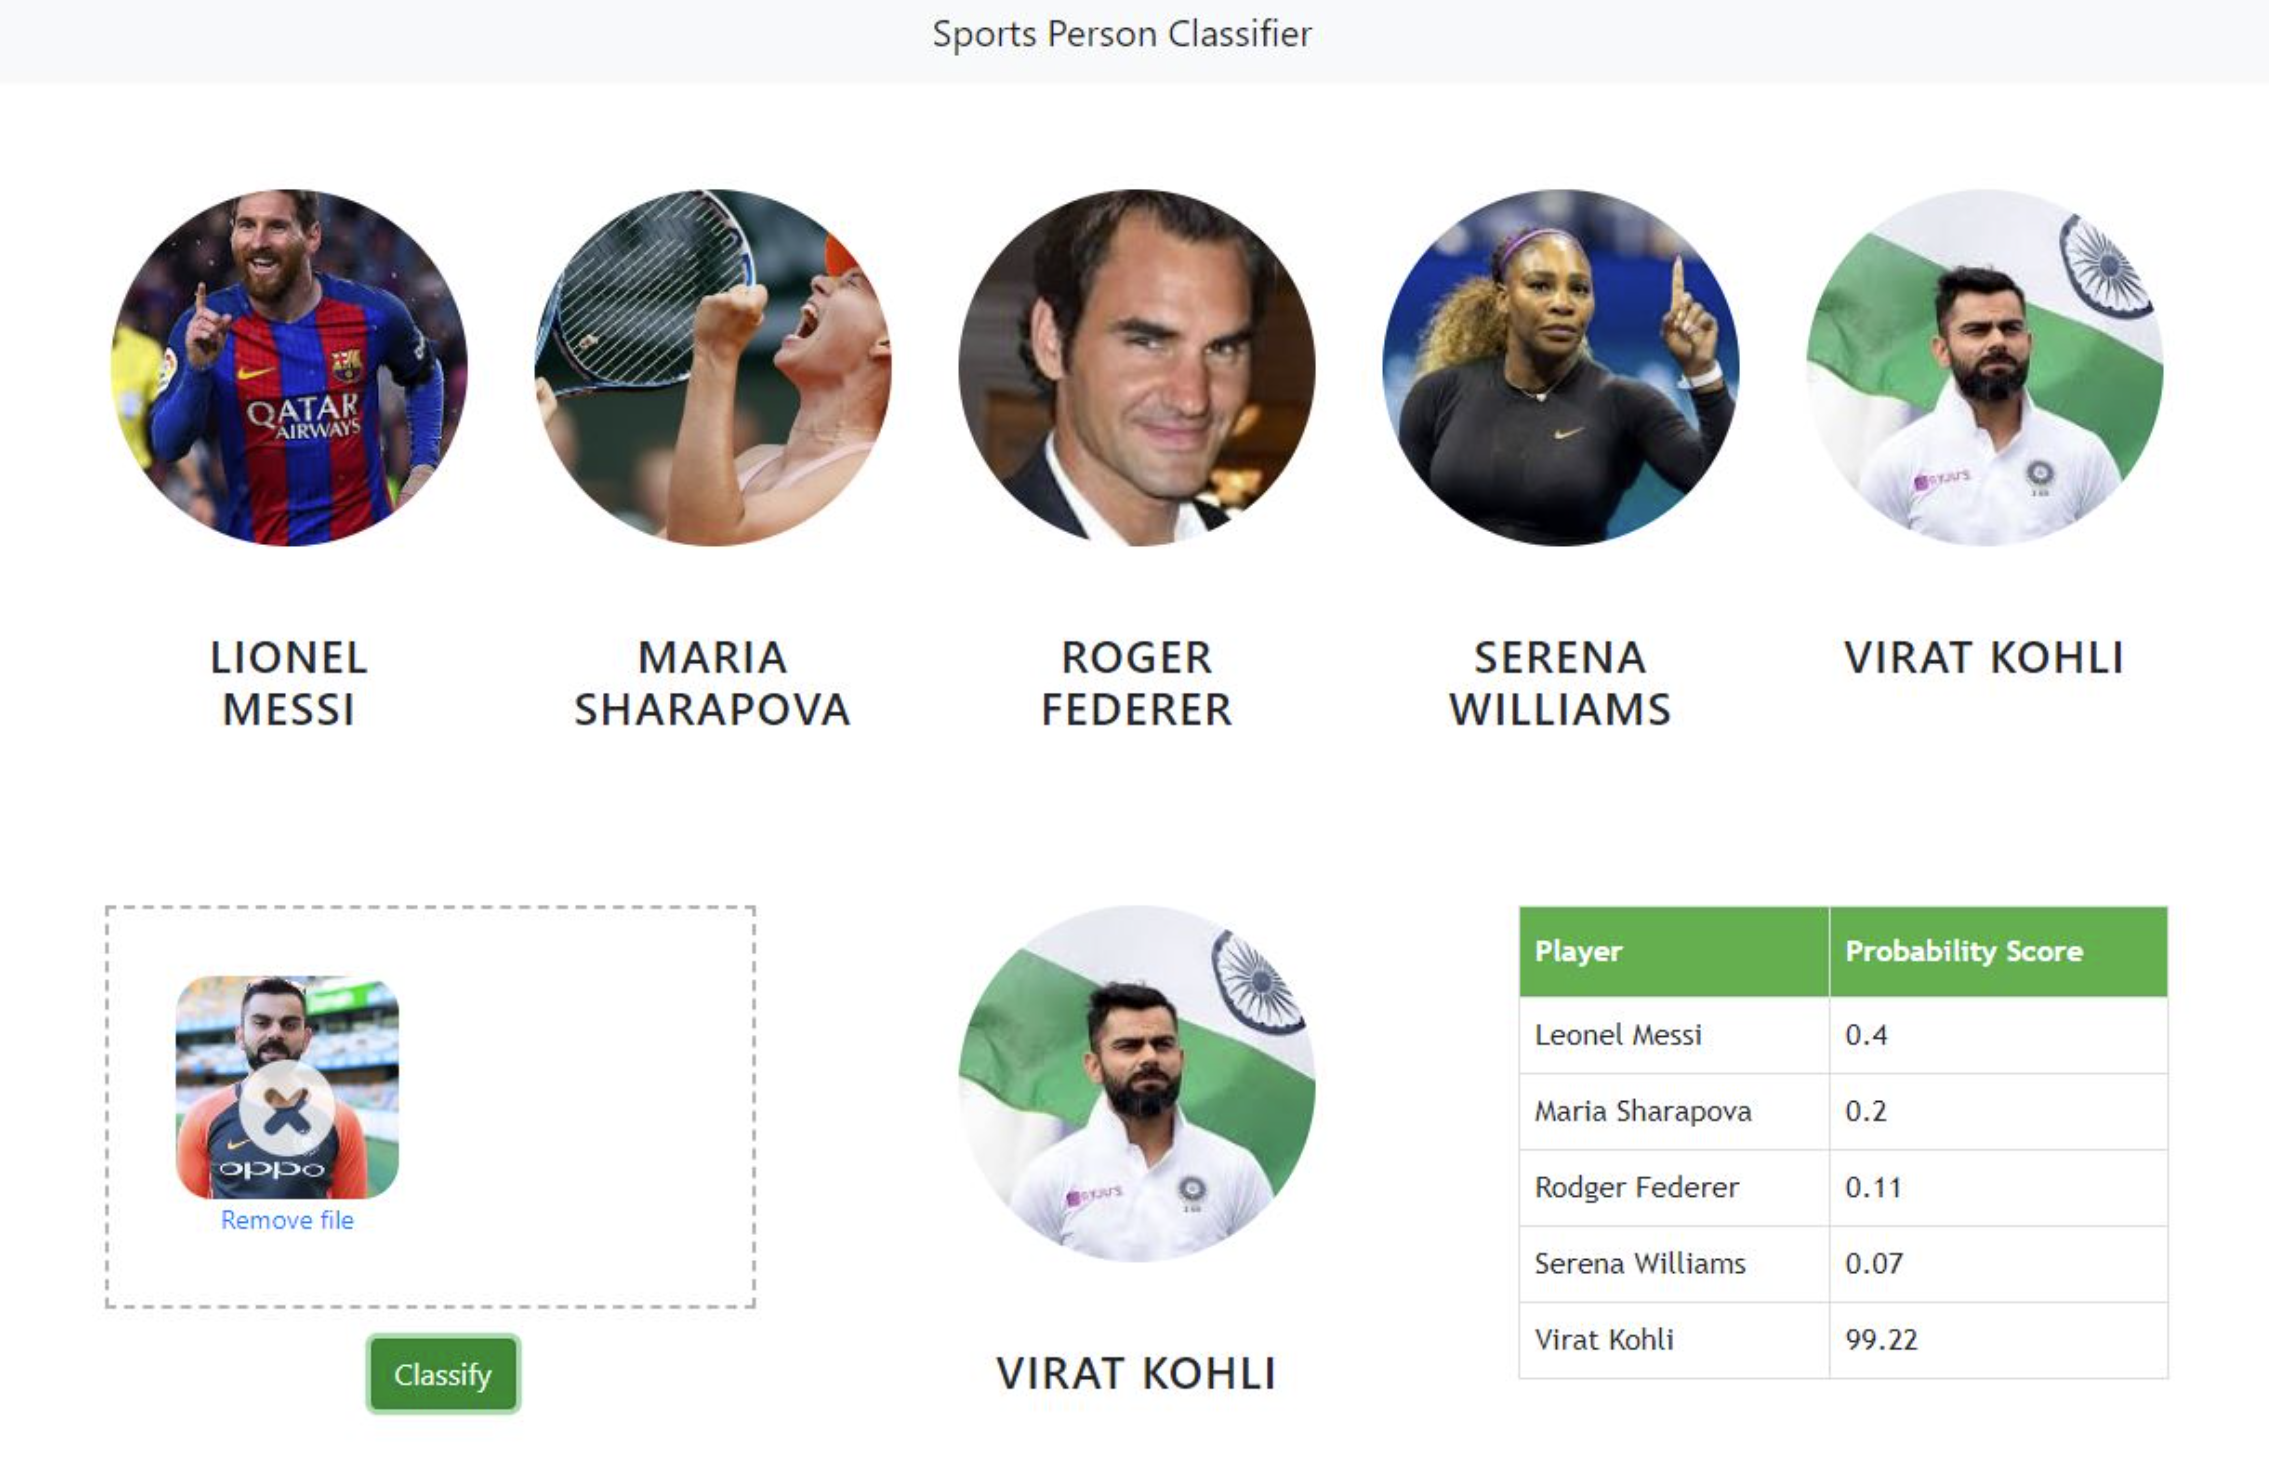 Sports Person Classifier
QATAR
AIRWAYS
BYJU'S
LIONEL
MESSI
MARIA
SHARAPOVA
ROGER
FEDERER
SERENA
WILLIAMS
VIRAT KOHLI
oppo
Remove file
Classify
BYJU'S
VIRAT KOHLI
Player Probability Score
Leonel Messi 0.4
Maria Sharapova 0.2
Rodger Federer 0.11
Serena Williams 0.07
Virat Kohli 99.22